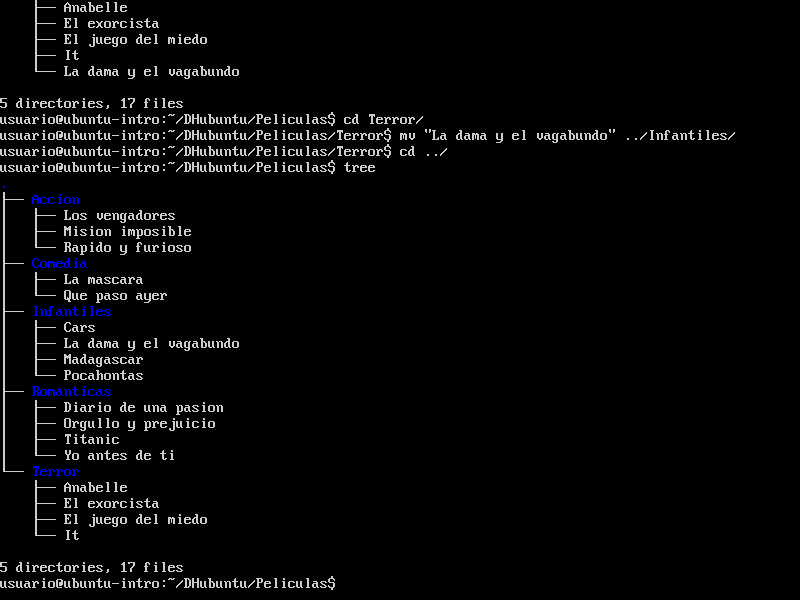 ├── Anabelle
├── El exorcista
├── El juego del miedo
├── It
└── La dama y el vagabundo
5 directories, 17 files
usuario@ubuntu-intro:~/DHubuntu/Peliculas$ cd Terror/
usuario@ubuntu-intro:~/DHubuntu/Peliculas/Terror$ mv "La dama y el vagabundo" ../Infantiles/
usuario@ubuntu-intro:~/DHubuntu/Peliculas/Terror$ cd ../
usuario@ubuntu-intro:~/DHubuntu/Peliculas$ tree
.
├── Accion
│   ├── Los vengadores
│   ├── Mision imposible
│   └── Rapido y furioso
├── Comedia
│   ├── La mascara
│   └── Que paso ayer
├── Infantiles
│   ├── Cars
│   ├── La dama y el vagabundo
│   ├── Madagascar
│   └── Pocahontas
├── Romanticas
│   ├── Diario de una pasion
│   ├── Orgullo y prejuicio
│   ├── Titanic
│   └── Yo antes de ti
└── Terror
    ├── Anabelle
    ├── El exorcista
    ├── El juego del miedo
    └── It
5 directories, 17 files
usuario@ubuntu-intro:~/DHubuntu/Peliculas$